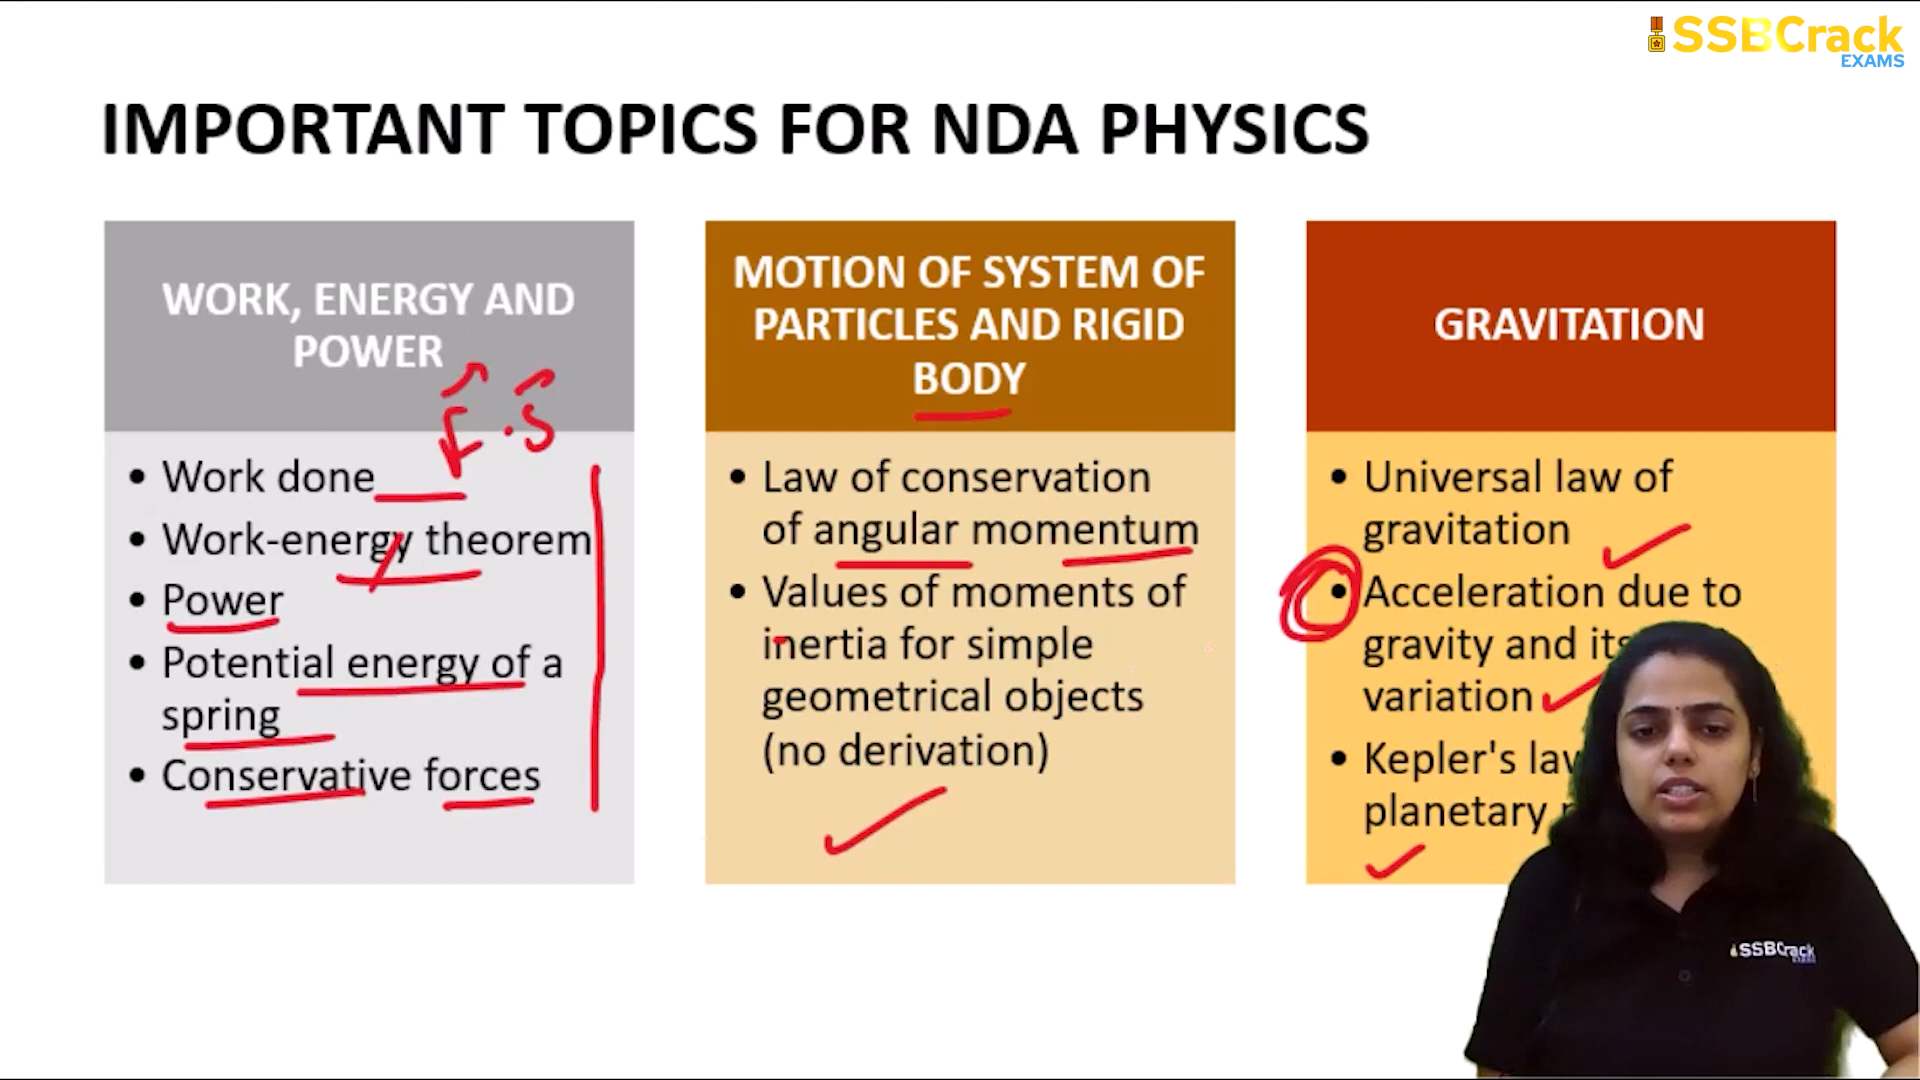 SSBCrack
EXAMS
IMPORTANT TOPICS FOR NDA PHYSICS
WORK, ENERGY AND
POWER
F . S
• Work done
• Work-energy theorem
• Power
• Potential energy of a
spring
• Conservative forces
MOTION OF SYSTEM OF
PARTICLES AND RIGID
BODY
• Law of conservation
of angular momentum
• Values of moments of
inertia for simple
geometrical objects
(no derivation)
GRAVITATION
• Universal law of
gravitation
• Acceleration due to
gravity and its
variation
• Kepler's
planetary
SSBCrack